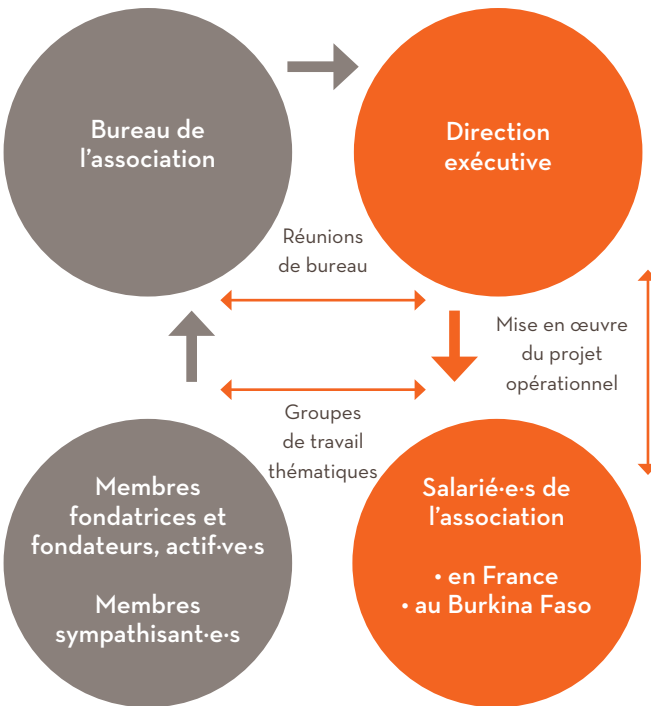 Bureau de
l'association
Direction
exécutive
Réunions
de bureau
Mise en œuvre
du projet
opérationnel
Groupes
de travail
thématiques
Membres
fondatrices et
fondateurs, actif·ve·s
Membres
sympathisant·e·s
Salarié·e·s de
l'association
• en France
• au Burkina Faso